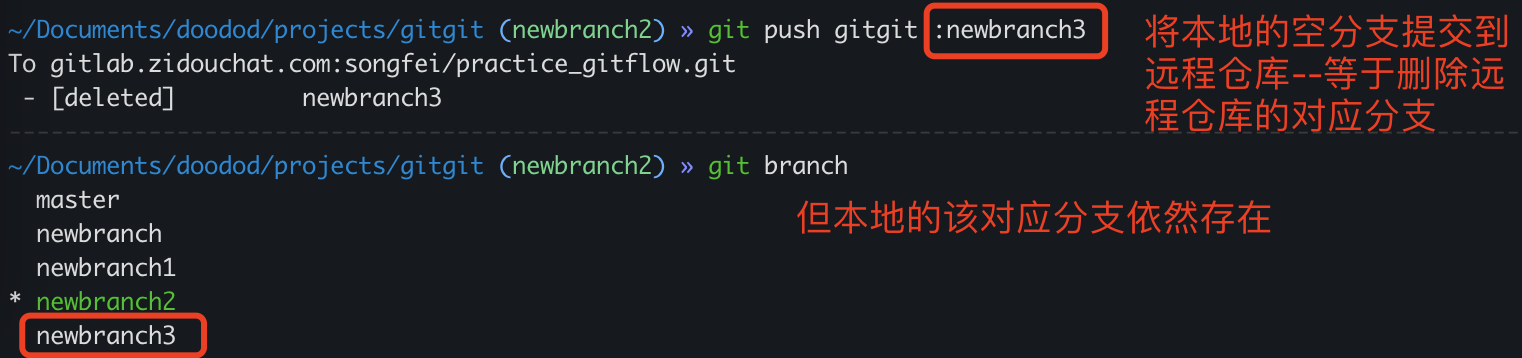 ~/Documents/doodod/projects/gitgit (newbranch2) » git push gitgit :newbranch3
To gitlab.zidouchat.com:songfei/practice_gitflow.git
 - [deleted]         newbranch3
将本地的空分支提交到
远程仓库--等于删除远
程仓库的对应分支
~/Documents/doodod/projects/gitgit (newbranch2) » git branch
  master
  newbranch
  newbranch1
* newbranch2
  newbranch3
但本地的该对应分支依然存在